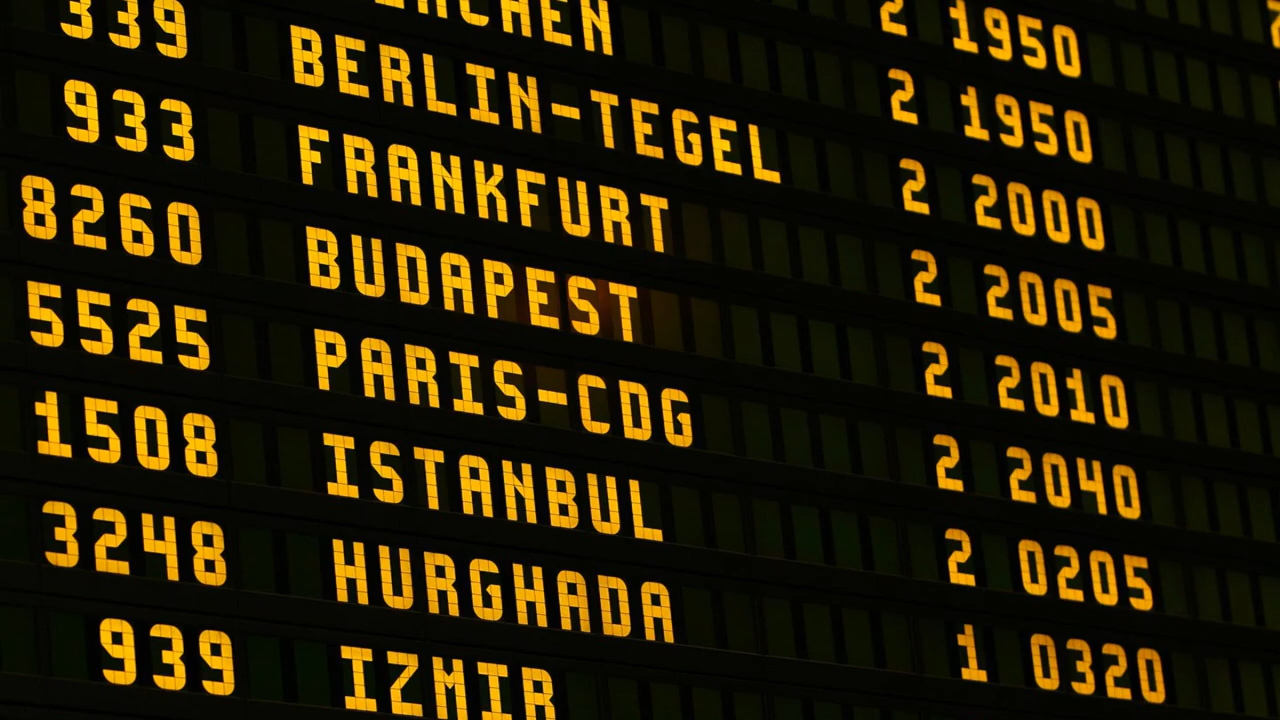 2 1950
2 1950
339 BERLIN-TEGEL 2 2000
933 FRANKFURT 2 2005
8260 BUDAPEST 2 2010
5525 PARIS-CDG 2 2040
1508 ISTANBUL 2 0205
3248 HURGHADA 1 0320
939 IZMIR